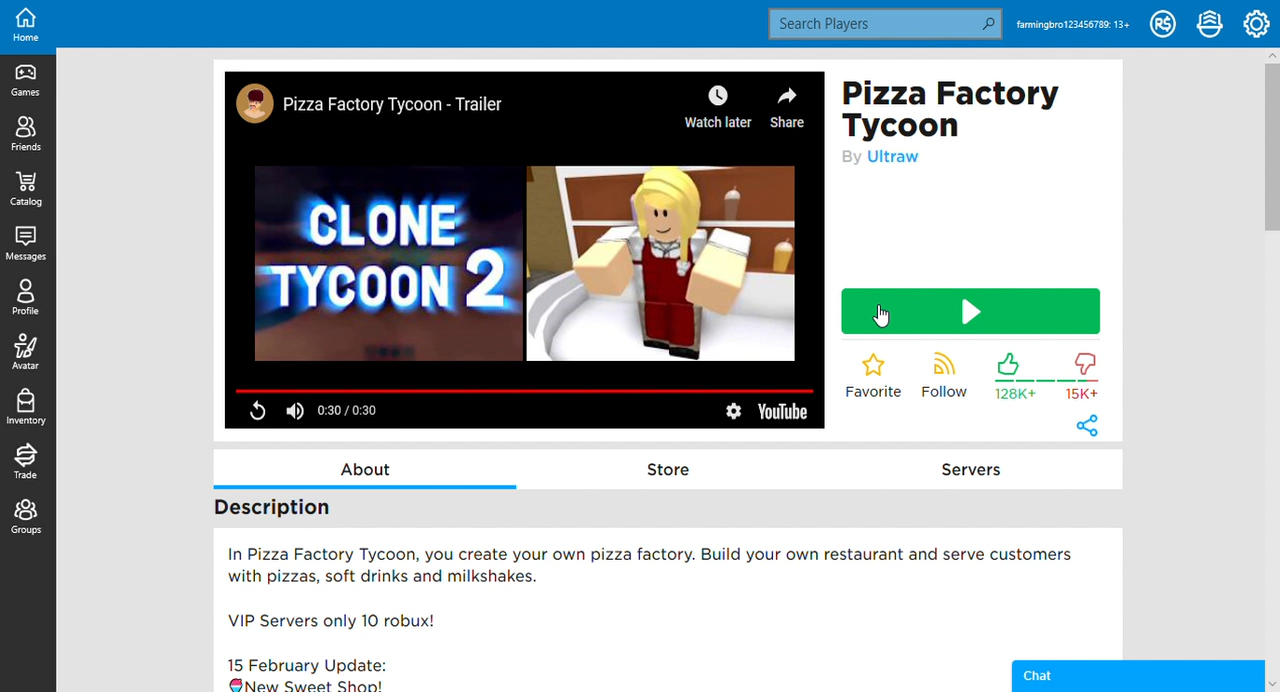 Home
Search Players
farmingbro123456789: 13+
R$
Games
Friends
Catalog
Messages
Profile
Avatar
Inventory
Trade
Groups
Pizza Factory Tycoon - Trailer
Watch later
Share
CLONE
TYCOON 2
0:30 / 0:30
YouTube
Pizza Factory
Tycoon
By Ultraw
Favorite
Follow
128K+
15K+
About
Store
Servers
Description
In Pizza Factory Tycoon, you create your own pizza factory. Build your own restaurant and serve customers
with pizzas, soft drinks and milkshakes.
VIP Servers only 10 robux!
15 February Update:
🍧New Sweet Shop!
Chat